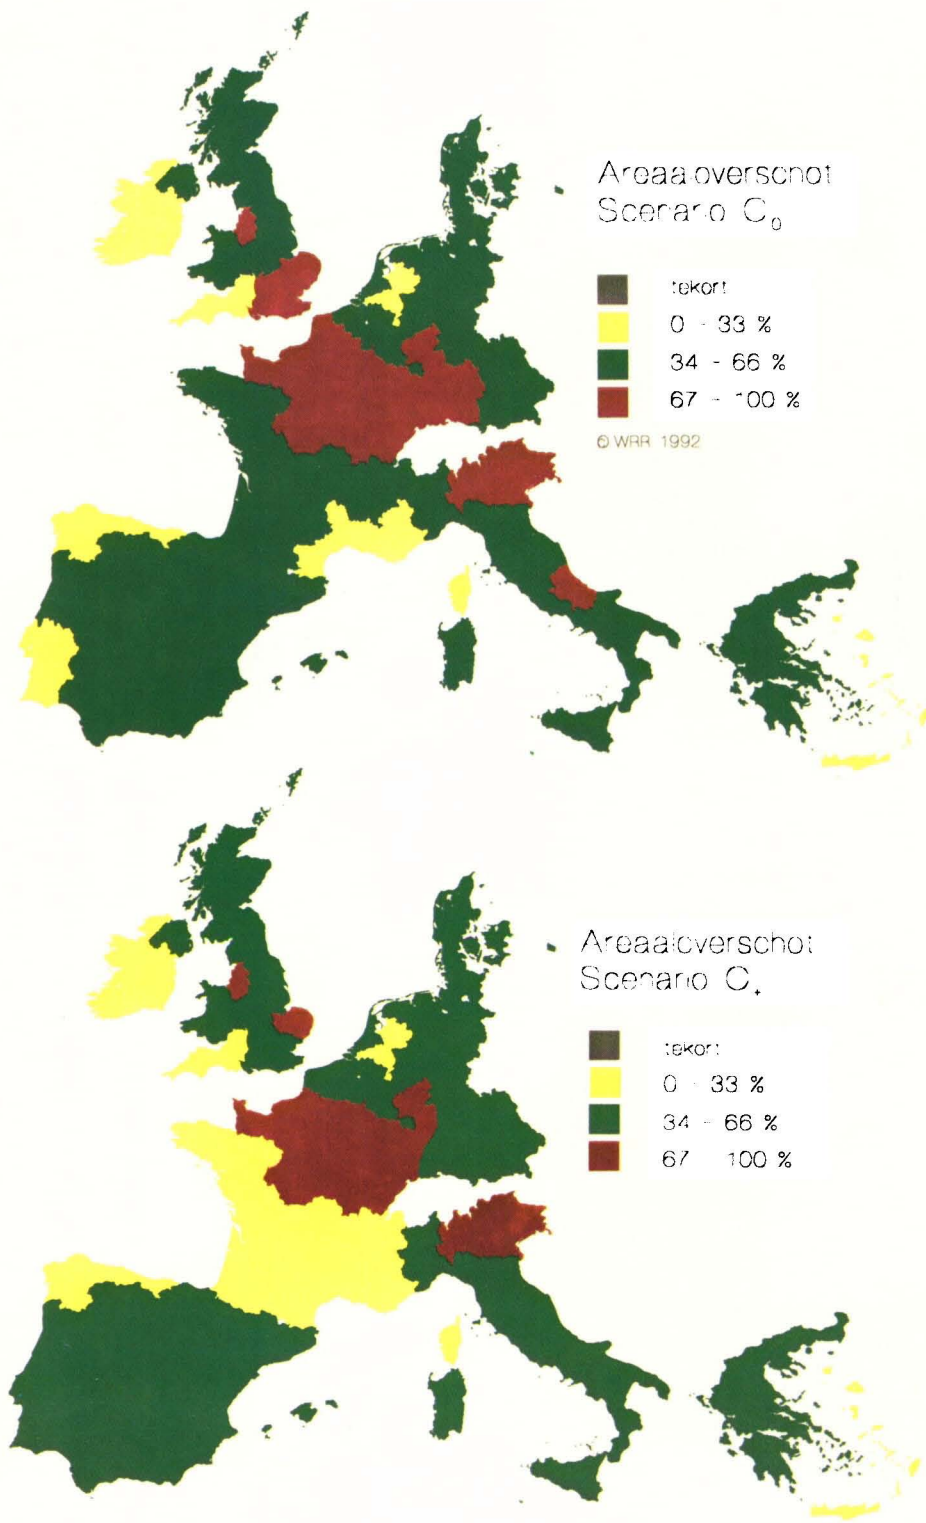 Areaaloverschot
Scenario C₀
tekort
0 - 33 %
34 - 66 %
67 - 100 %
© WRR 1992
Areaaloverschot
Scenario C₊
tekort
0 - 33 %
34 - 66 %
67 - 100 %